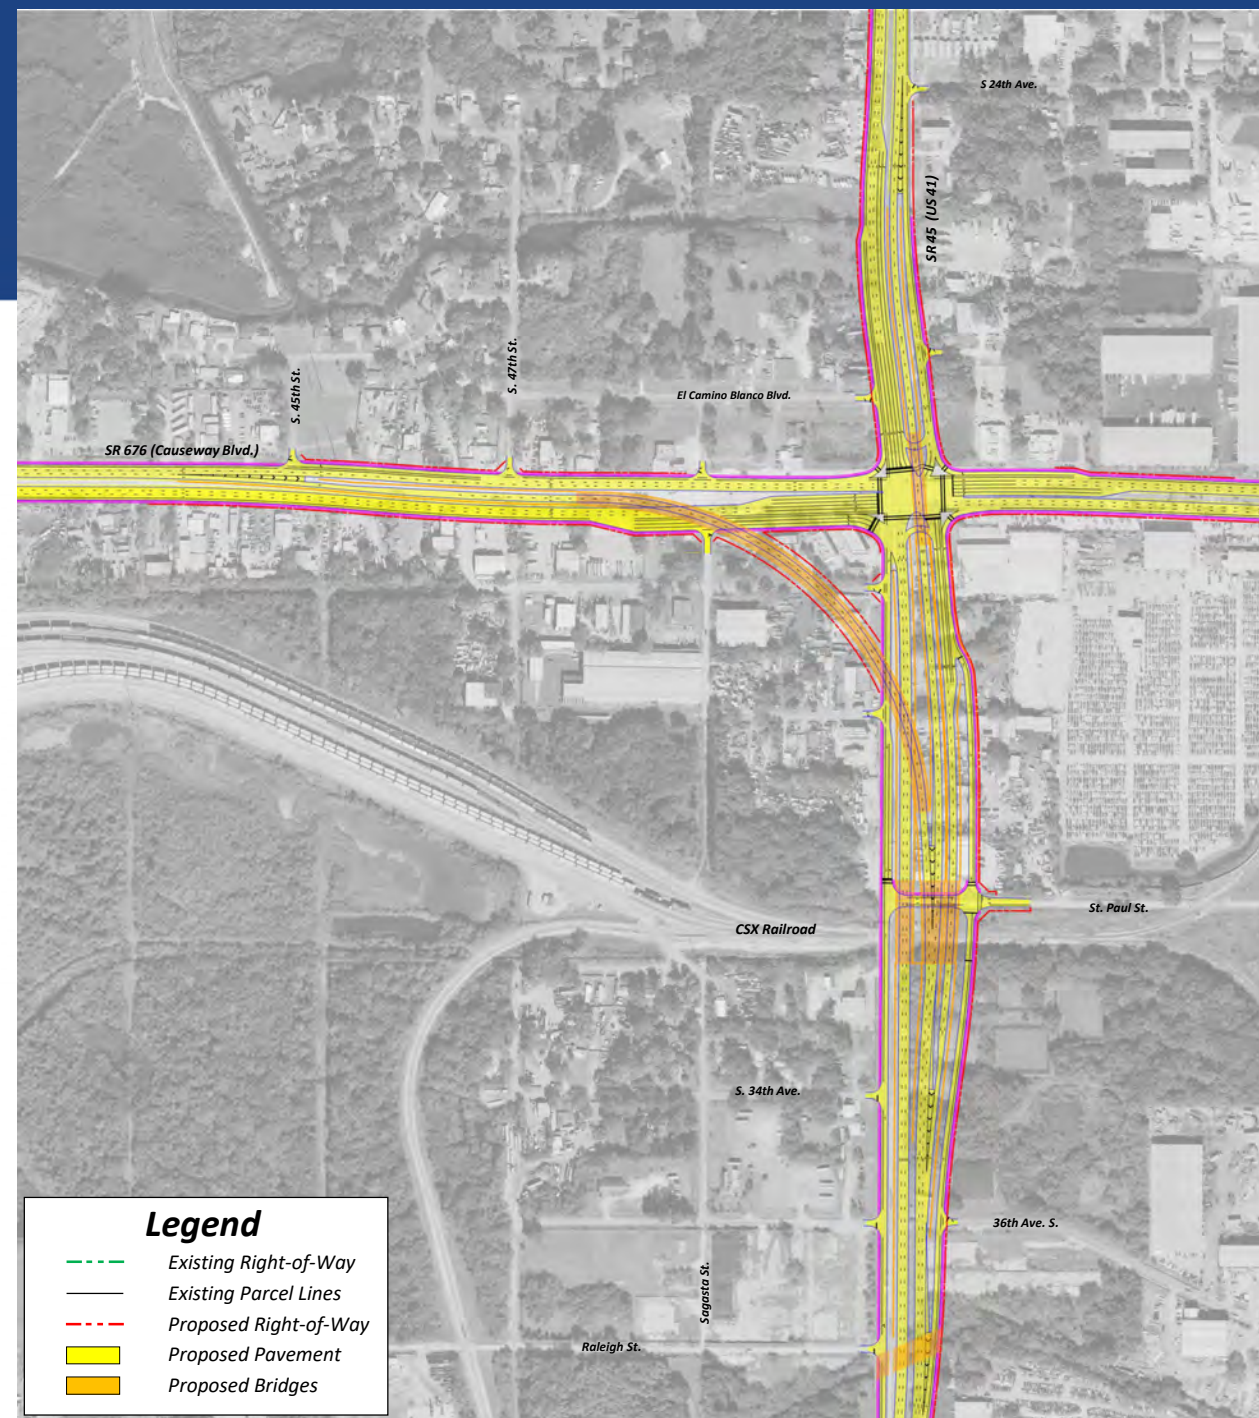 S 24th Ave.
SR 45 (US 41)
S. 47th St.
S. 45th St.
El Camino Blanco Blvd.
SR 676 (Causeway Blvd.)
St. Paul St.
CSX Railroad
S. 34th Ave.
36th Ave. S.
Sagasta St.
Raleigh St.
Legend
Existing Right-of-Way
Existing Parcel Lines
Proposed Right-of-Way
Proposed Pavement
Proposed Bridges